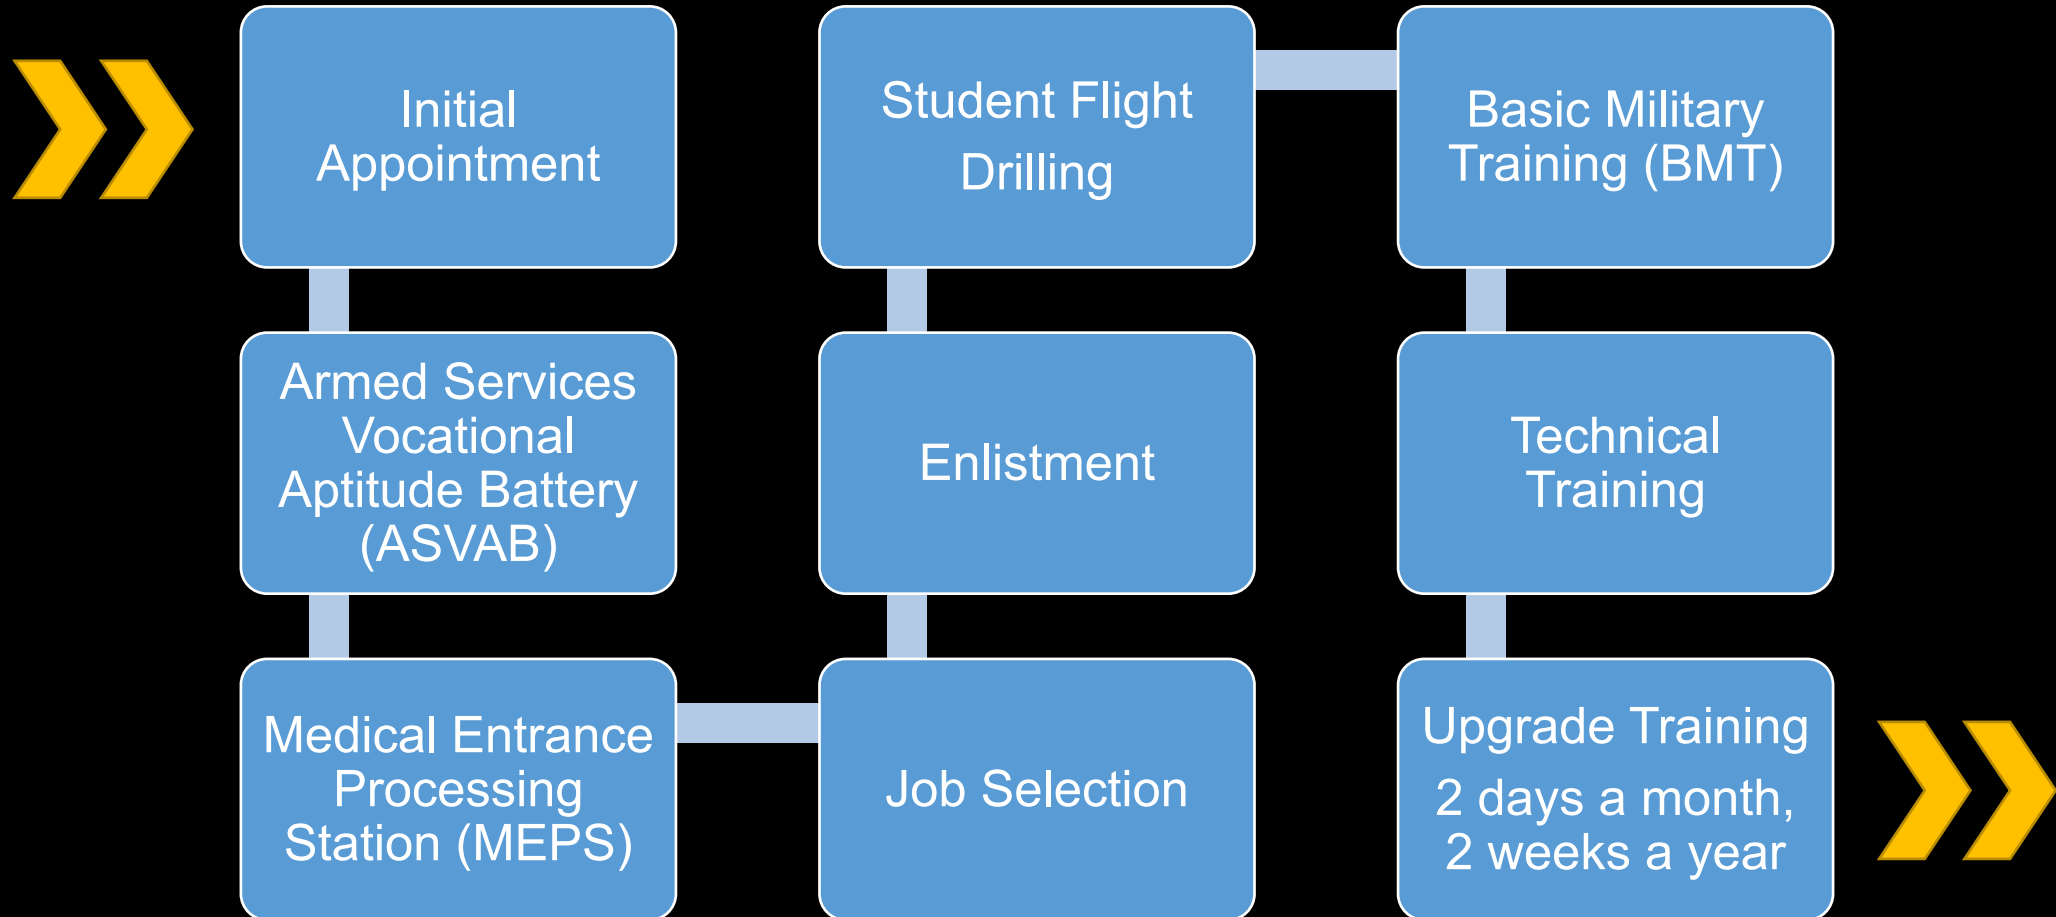 Initial
Appointment
Armed Services
Vocational
Aptitude Battery
(ASVAB)
Medical Entrance
Processing
Station (MEPS)
Job Selection
Enlistment
Student Flight
Drilling
Basic Military
Training (BMT)
Technical
Training
Upgrade Training
2 days a month,
2 weeks a year